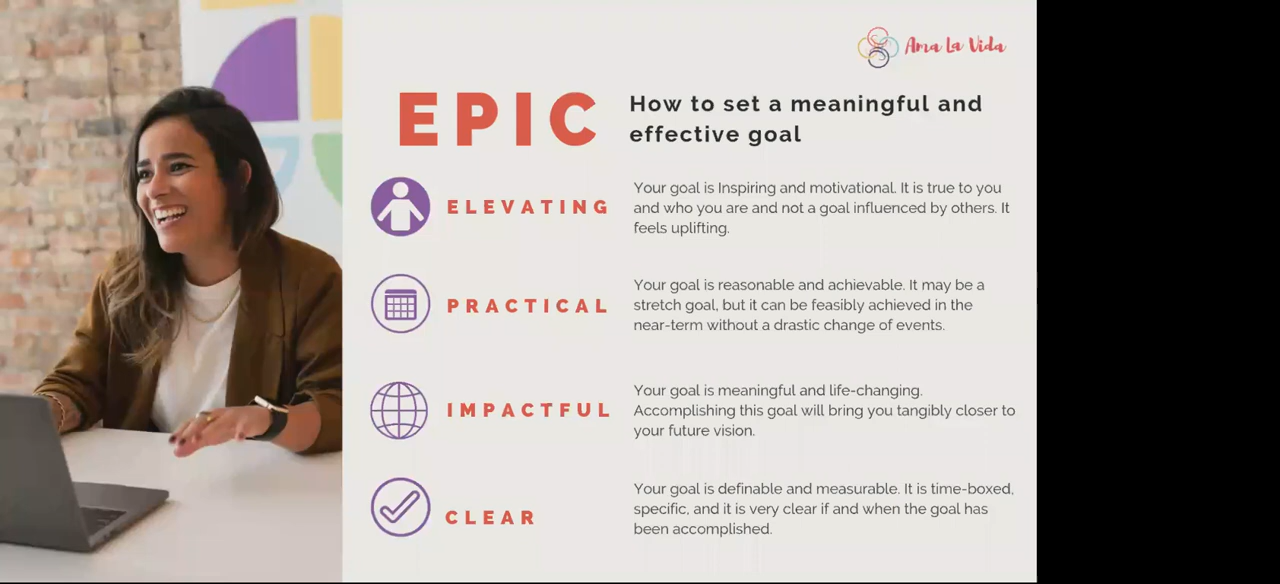 Ama La Vida
EPIC
How to set a meaningful and
effective goal
ELEVATING
Your goal is Inspiring and motivational. It is true to you
and who you are and not a goal influenced by others. It
feels uplifting.
PRACTICAL
Your goal is reasonable and achievable. It may be a
stretch goal, but it can be feasibly achieved in the
near-term without a drastic change of events.
IMPACTFUL
Your goal is meaningful and life-changing.
Accomplishing this goal will bring you tangibly closer to
your future vision.
CLEAR
Your goal is definable and measurable. It is time-boxed,
specific, and it is very clear if and when the goal has
been accomplished.